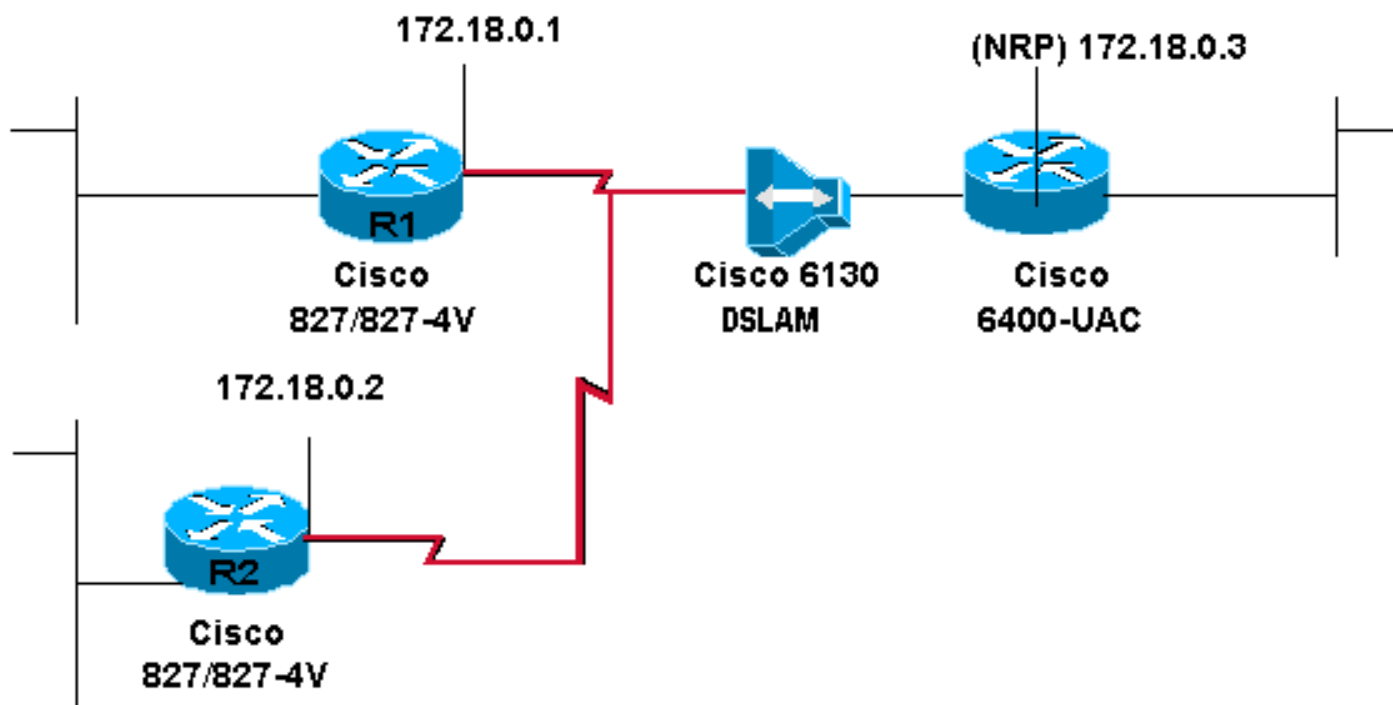 172.18.0.1
(NRP) 172.18.0.3
R1
Cisco
827/827-4V
Cisco 6130
DSLAM
Cisco
6400-UAC
172.18.0.2
R2
Cisco
827/827-4V